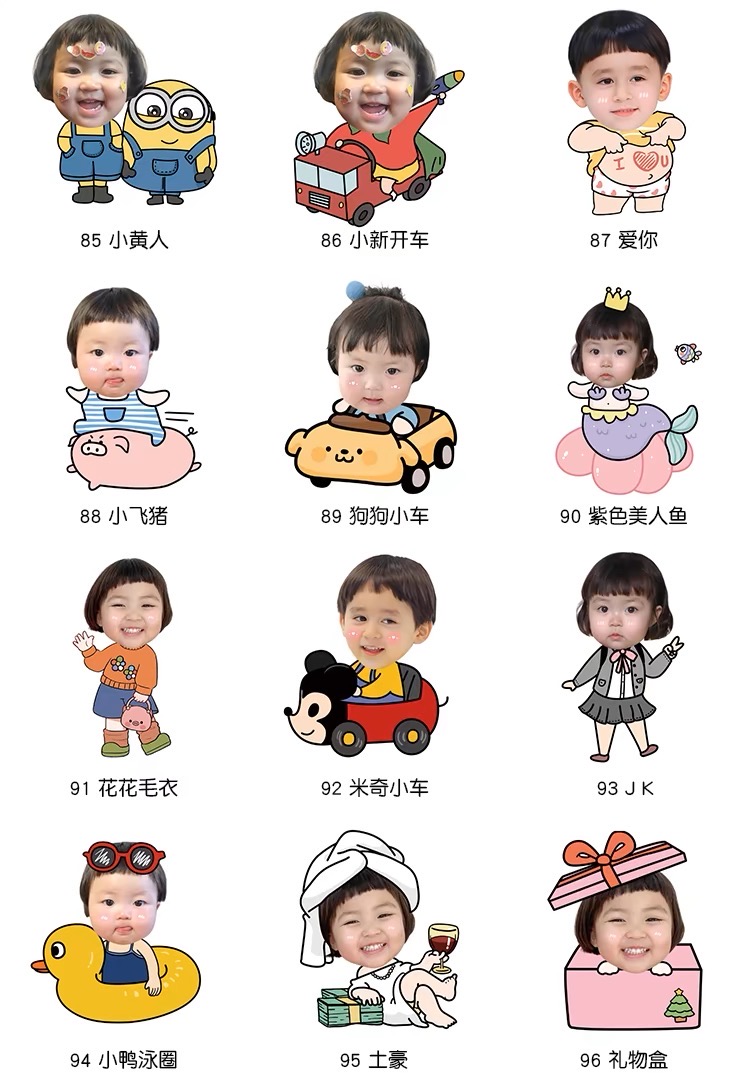 85 小黄人
86 小新开车
I U
87 爱你
88 小飞猪
89 狗狗小车
90 紫色美人鱼
91 花花毛衣
92 米奇小车
93 JK
94 小鸭泳圈
95 土豪
96 礼物盒